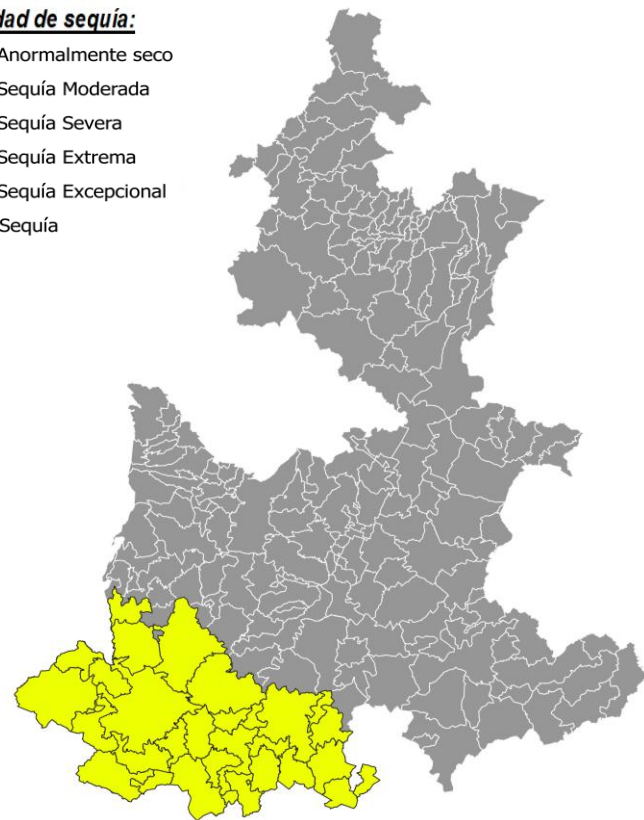 dad de sequía:
Anormalmente seco
Sequía Moderada
Sequía Severa
Sequía Extrema
Sequía Excepcional
Sequía